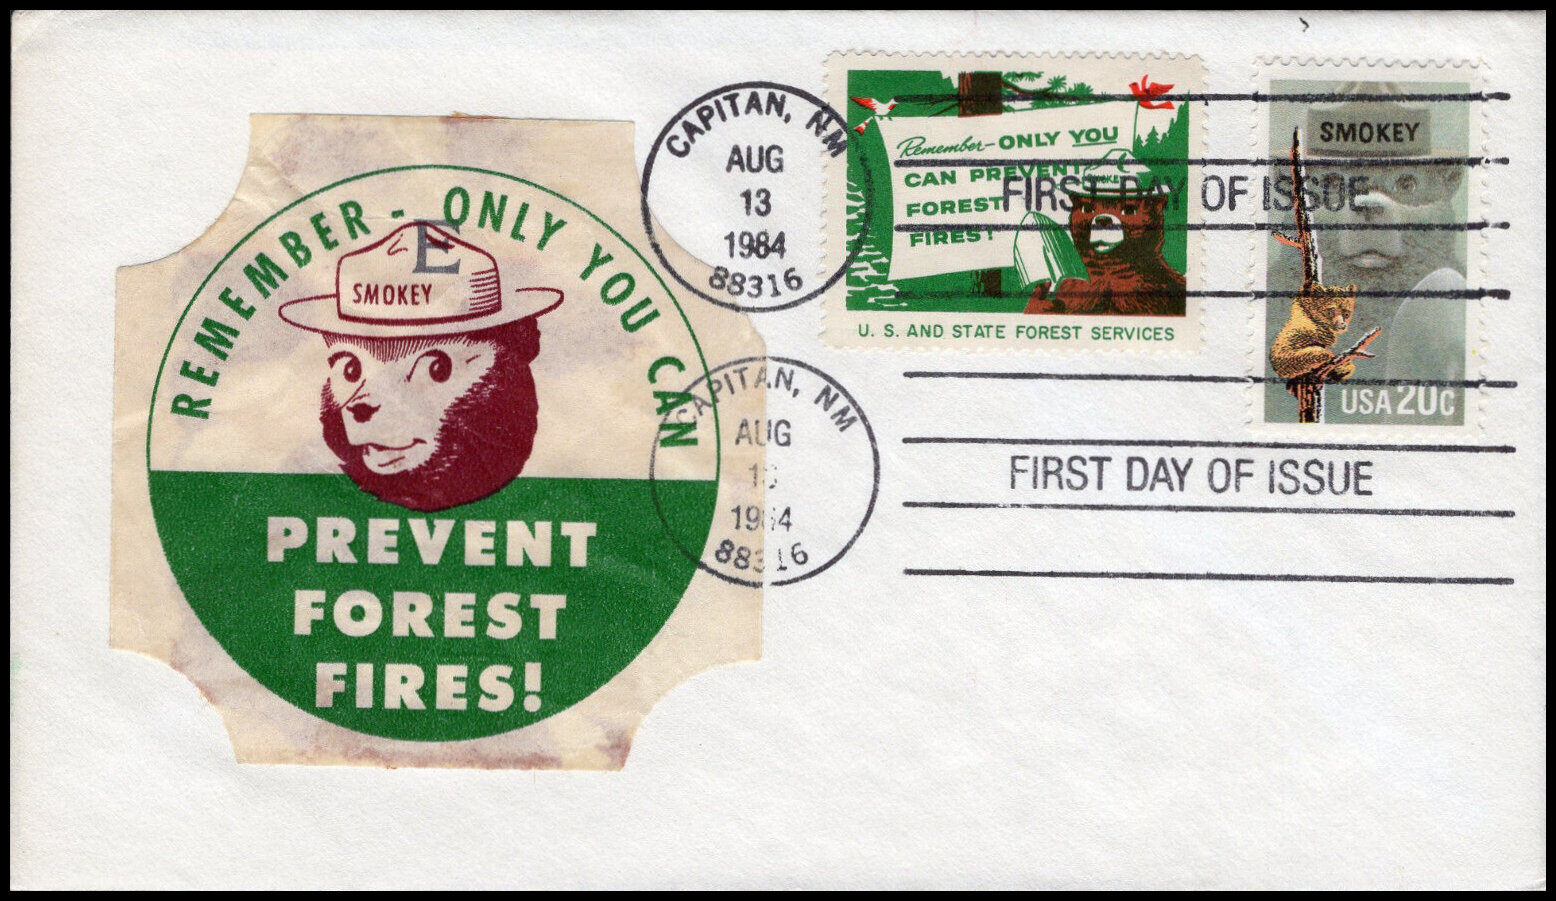 REMEMBER - ONLY YOU CAN
E
SMOKEY
PREVENT
FOREST
FIRES!
CAPITAN, NM
AUG
13
1984
88316
Remember-ONLY YOU
CAN PREVENT
FOREST
FIRES!
SMOKEY
U. S. AND STATE FOREST SERVICES
FIRST DAY OF ISSUE
SMOKEY
USA 20c
CAPITAN, NM
AUG
13
1984
88316
FIRST DAY OF ISSUE